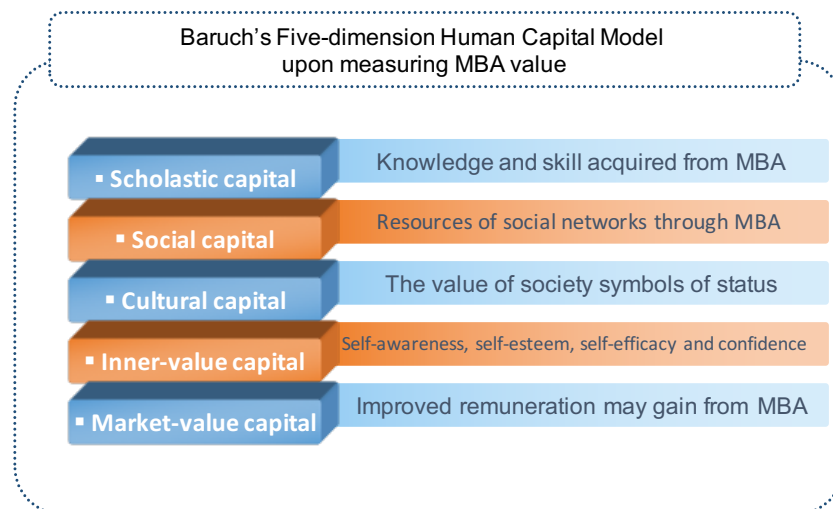 Baruch's Five-dimension Human Capital Model
upon measuring MBA value
▪ Scholastic capital
Knowledge and skill acquired from MBA
▪ Social capital
Resources of social networks through MBA
▪ Cultural capital
The value of society symbols of status
▪ Inner-value capital
Self-awareness, self-esteem, self-efficacy and confidence
▪ Market-value capital
Improved remuneration may gain from MBA